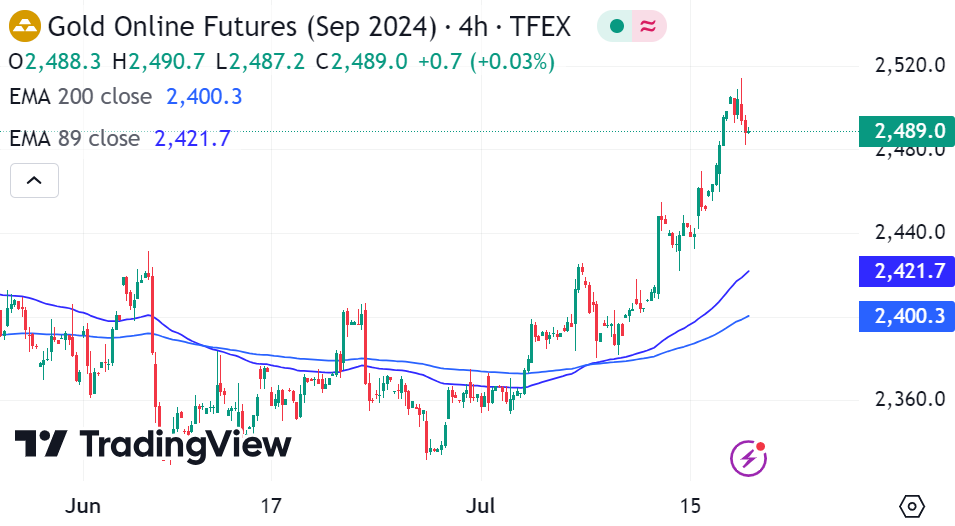 Gold Online Futures (Sep 2024) · 4h · TFEX
O2,488.3 H2,490.7 L2,487.2 C2,489.0 +0.7 (+0.03%)
EMA 200 close 2,400.3
EMA 89 close 2,421.7
2,520.0
2,489.0
2,480.0
2,440.0
2,421.7
2,400.3
2,360.0
TradingView
Jun 17 Jul 15